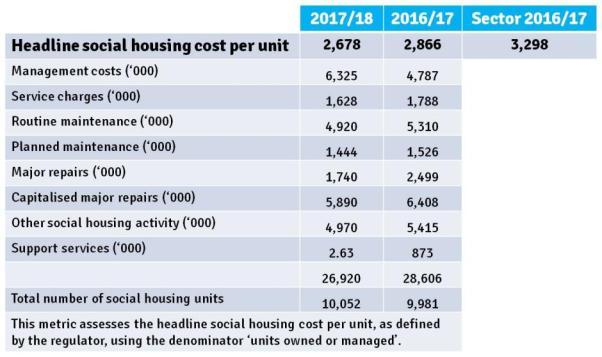 2017/18 2016/17 Sector 2016/17
Headline social housing cost per unit 2,678 2,866 3,298
Management costs (‘000) 6,325 4,787
Service charges (‘000) 1,628 1,788
Routine maintenance (‘000) 4,920 5,310
Planned maintenance (‘000) 1,444 1,526
Major repairs (‘000) 1,740 2,499
Capitalised major repairs (‘000) 5,890 6,408
Other social housing activity (‘000) 4,970 5,415
Support services (‘000) 2.63 873
26,920 28,606
Total number of social housing units 10,052 9,981
This metric assesses the headline social housing cost per unit, as defined
by the regulator, using the denominator ‘units owned or managed’.